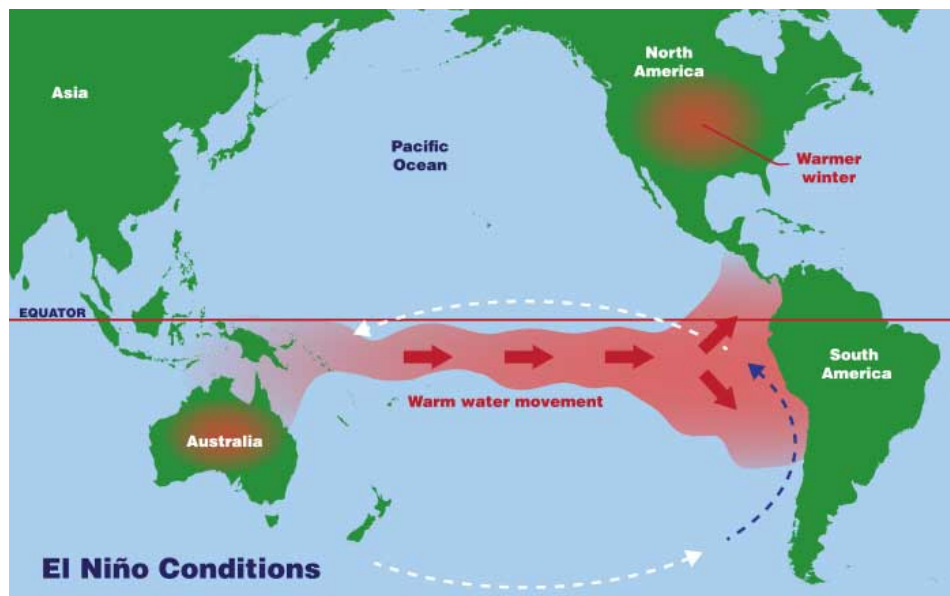 North
America
Asia
Pacific
Ocean
Warmer
winter
EQUATOR
South
America
Warm water movement
Australia
El Niño Conditions